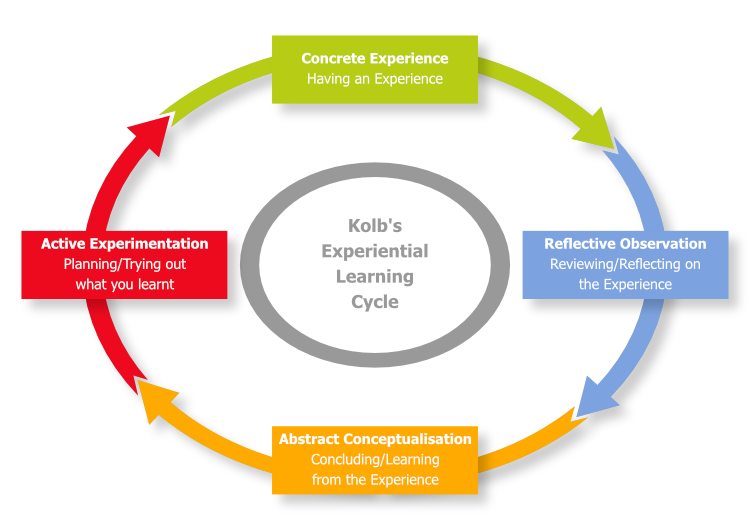 Concrete Experience
Having an Experience
Kolb's
Experiential
Learning
Cycle
Active Experimentation
Planning/Trying out
what you learnt
Reflective Observation
Reviewing/Reflecting on
the Experience
Abstract Conceptualisation
Concluding/Learning
from the Experience